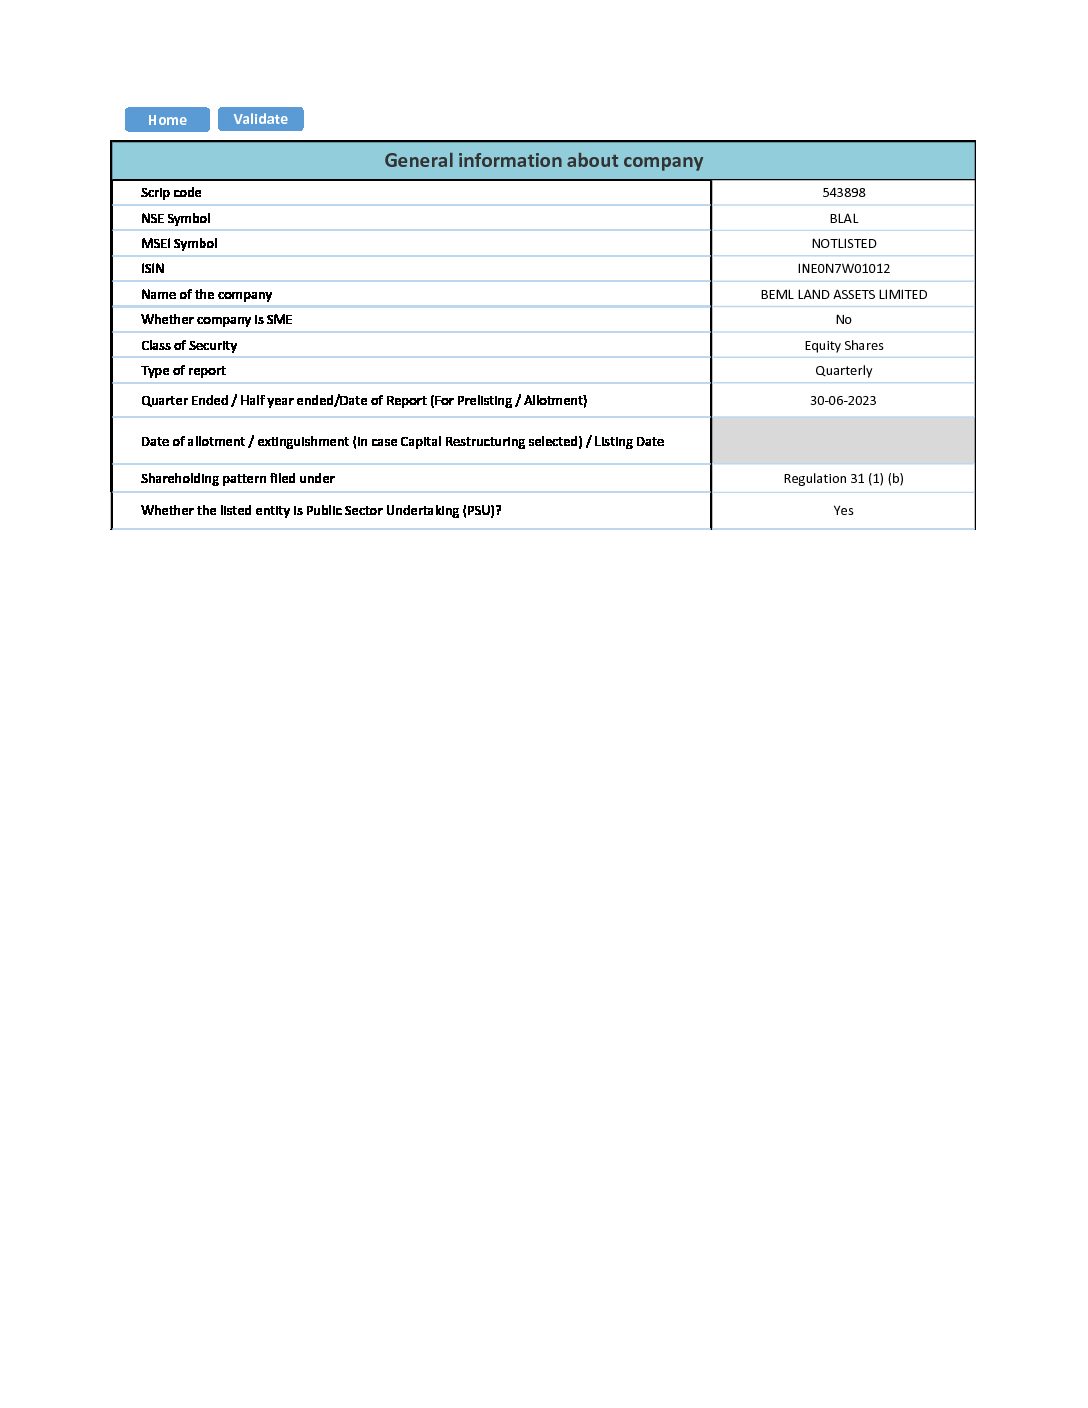 Home Validate
General information about company
Scrip code 543898
NSE Symbol BLAL
MSEI Symbol NOTLISTED
ISIN INE0N7W01012
Name of the company BEML LAND ASSETS LIMITED
Whether company is SME No
Class of Security Equity Shares
Type of report Quarterly
Quarter Ended / Half year ended/Date of Report (For Prelisting / Allotment) 30-06-2023
Date of allotment / extinguishment (in case Capital Restructuring selected) / Listing Date
Shareholding pattern filed under Regulation 31 (1) (b)
Whether the listed entity is Public Sector Undertaking (PSU)? Yes